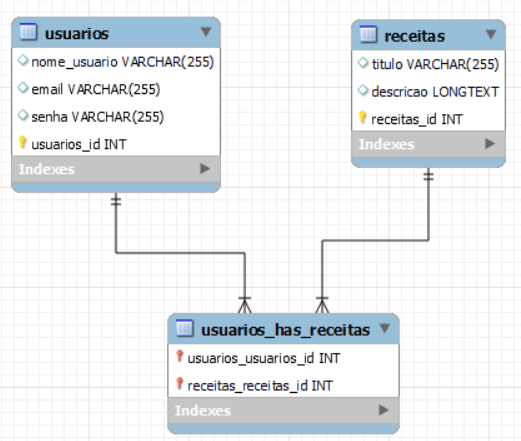 usuarios
nome_usuario VARCHAR(255)
email VARCHAR(255)
senha VARCHAR(255)
usuarios_id INT
Indexes
receitas
titulo VARCHAR(255)
descricao LONGTEXT
receitas_id INT
Indexes
usuarios_has_receitas
usuarios_usuarios_id INT
receitas_receitas_id INT
Indexes